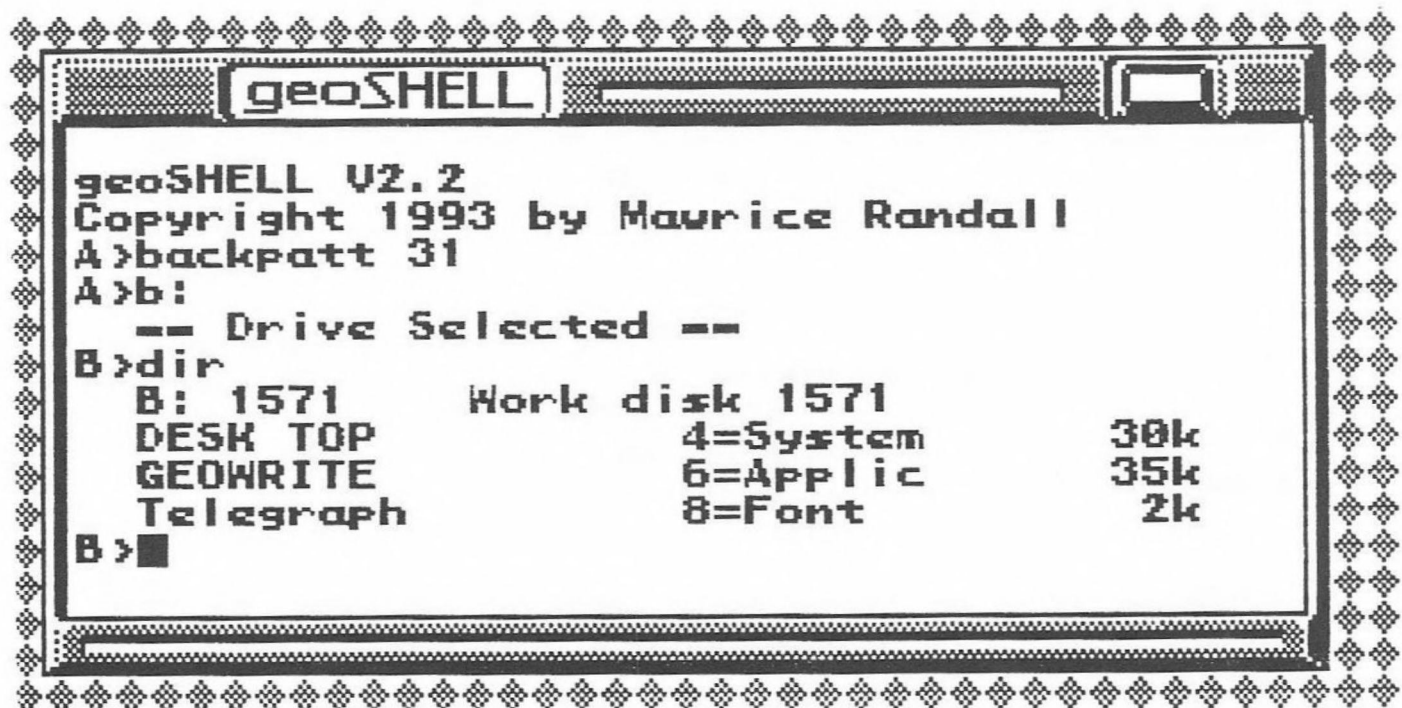 geoSHELL
geoSHELL V2.2
Copyright 1993 by Maurice Randall
A>backpatt 31
A>b:
-- Drive Selected --
B>dir
B: 1571 Work disk 1571
DESK TOP 4=System 30k
GEOWRITE 6=Applic 35k
Telegraph 8=Font 2k
B>